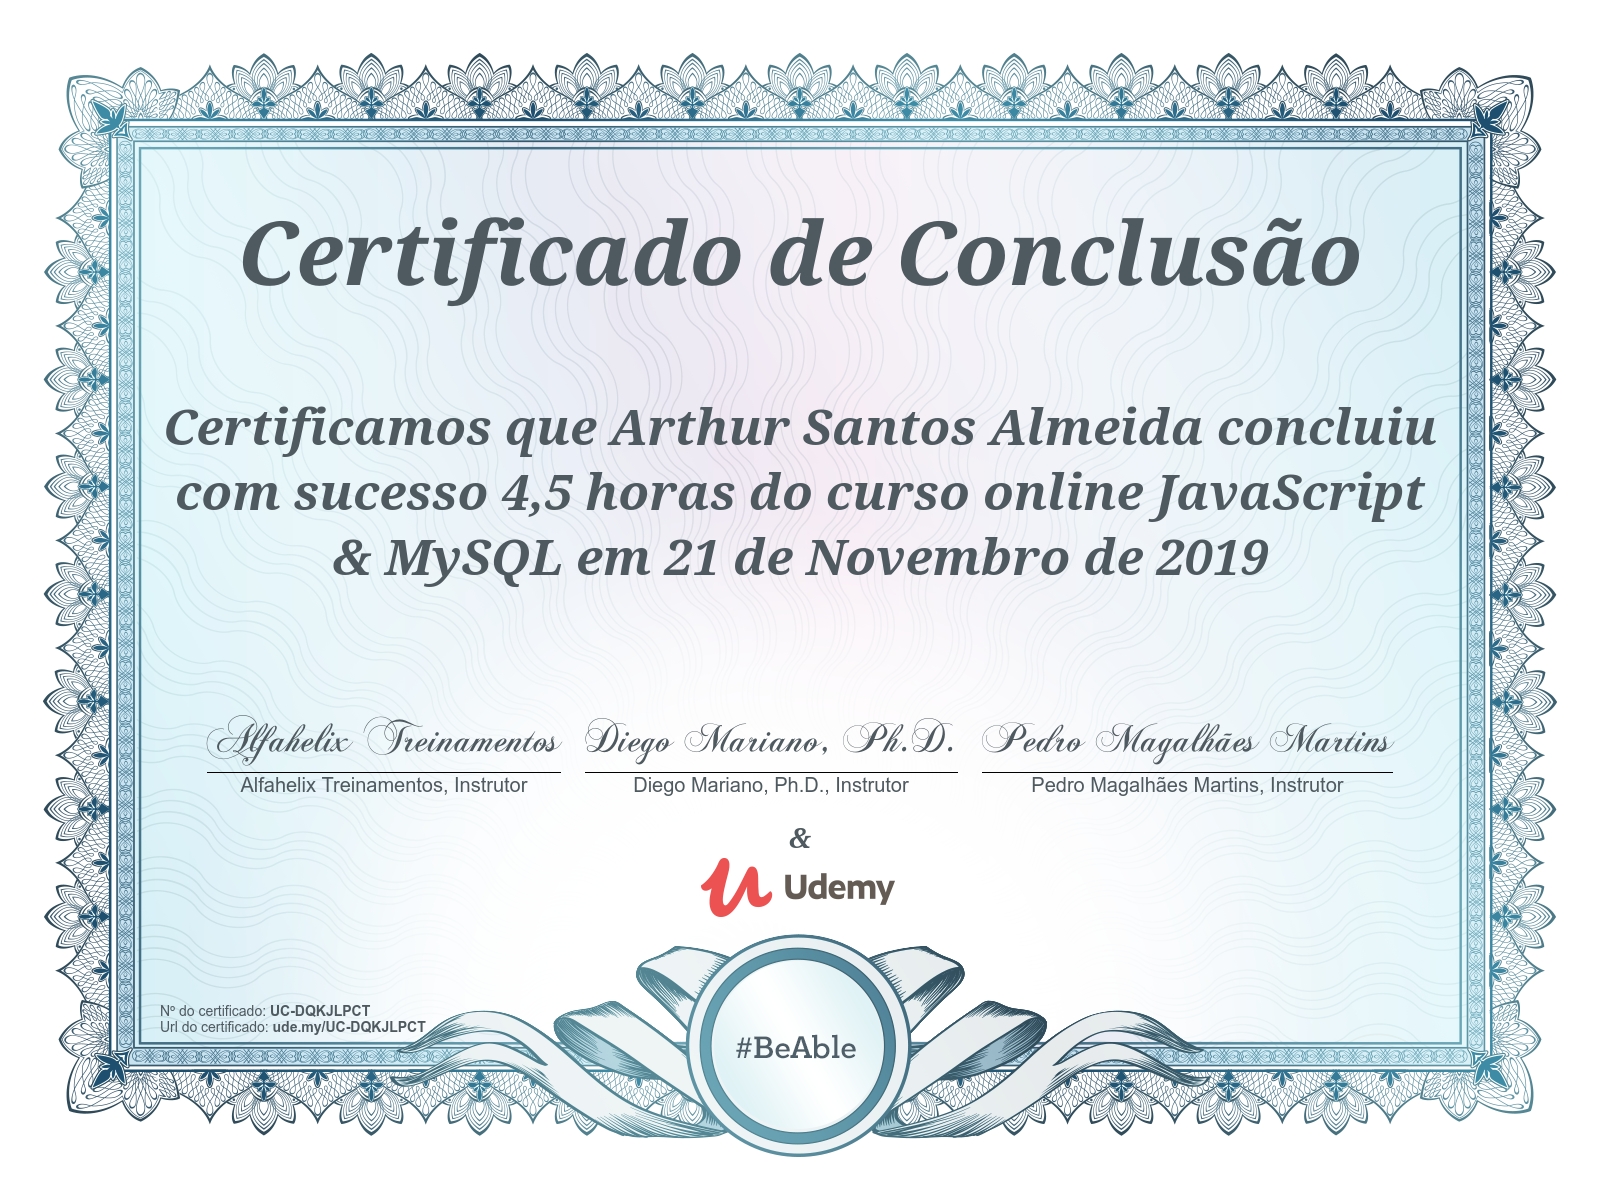 Certificado de Conclusão
Certificamos que Arthur Santos Almeida concluiu
com sucesso 4,5 horas do curso online JavaScript
& MySQL em 21 de Novembro de 2019
Alfahelix Treinamentos Diego Mariano, Ph.D. Pedro Magalhães Martins
Alfahelix Treinamentos, Instrutor Diego Mariano, Ph.D., Instrutor Pedro Magalhães Martins, Instrutor
&
Udemy
Nº do certificado: UC-DQKJLPCT
Url do certificado: ude.my/UC-DQKJLPCT
#BeAble